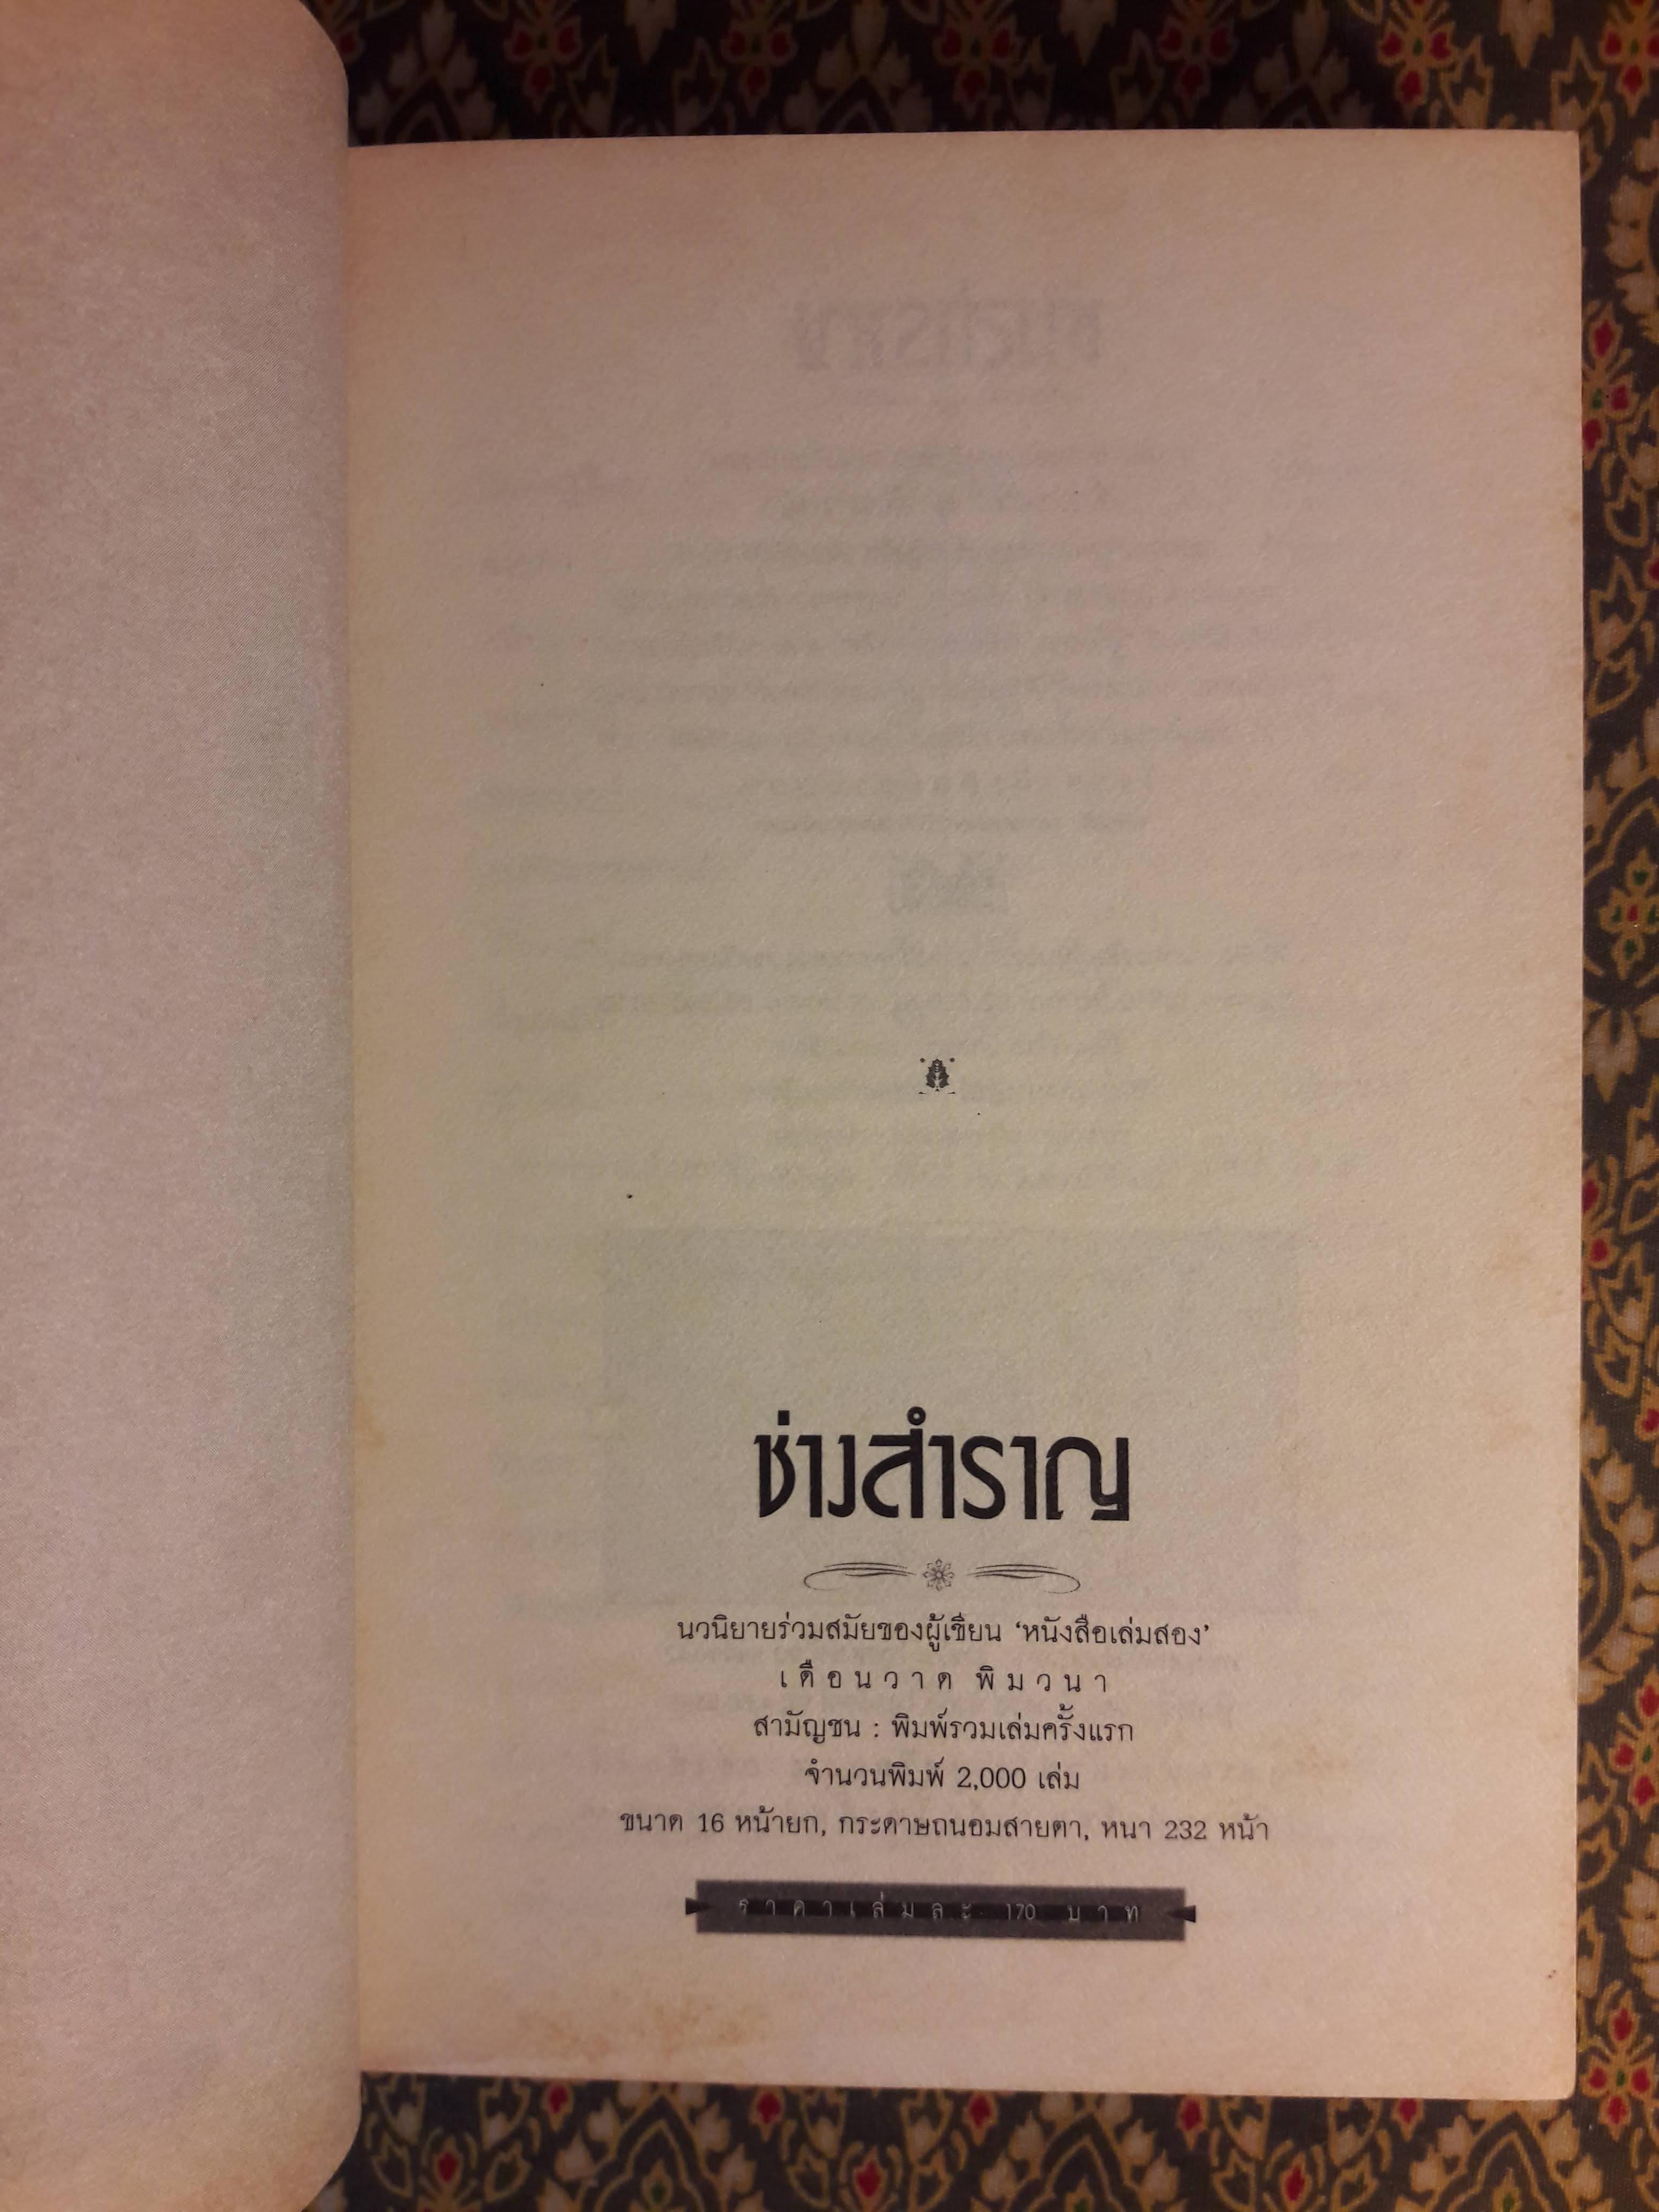 ช่างสำราญ
นวนิยายร่วมสมัยของผู้เขียน ‘หนังสือเล่มสอง’
เดือนวาด พิมวนา
สามัญชน : พิมพ์รวมเล่มครั้งแรก
จำนวนพิมพ์ 2,000 เล่ม
ขนาด 16 หน้ายก, กระดาษถนอมสายตา, หนา 232 หน้า
ราคาเล่มละ 170 บาท